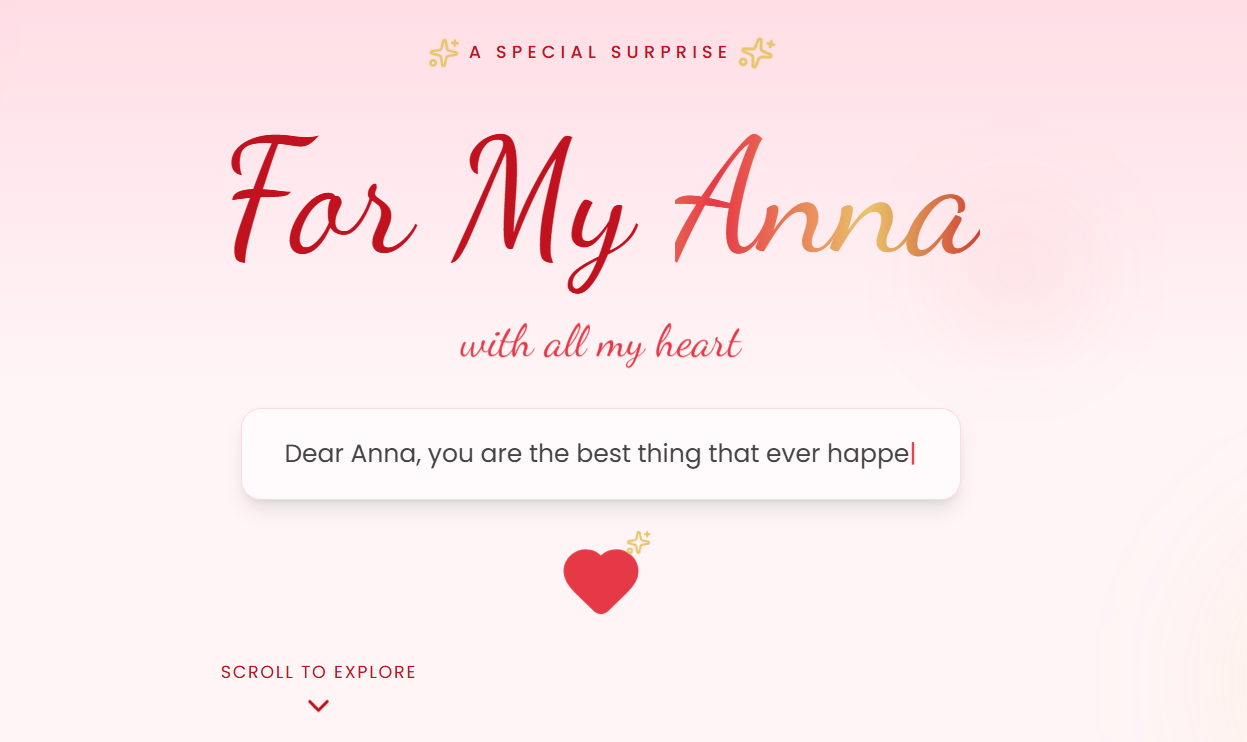 A SPECIAL SURPRISE
For My Anna
with all my heart
Dear Anna, you are the best thing that ever happe
SCROLL TO EXPLORE